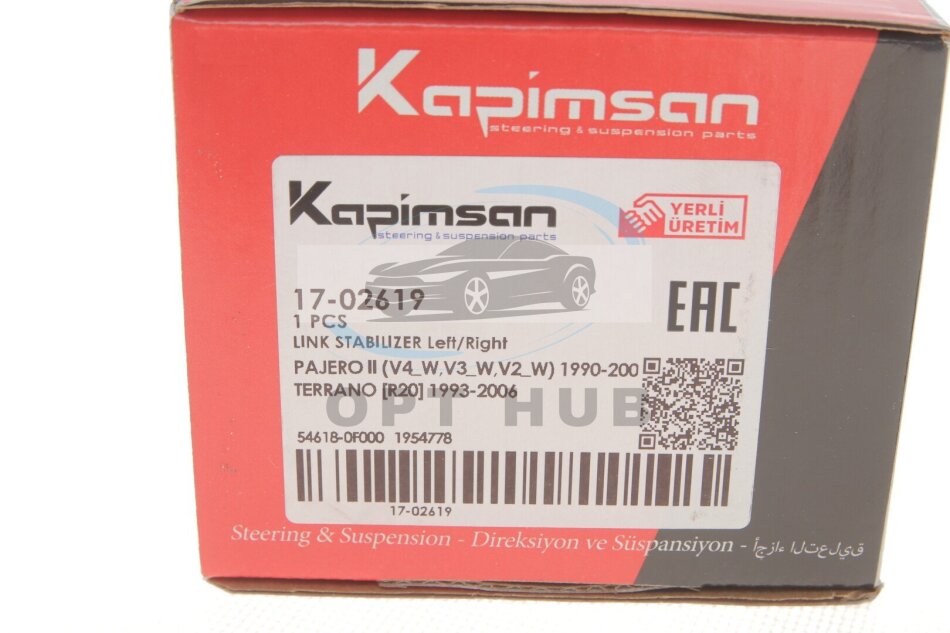 Kapimsan
steering & suspension parts
Kapimsan
steering & suspension parts
YERLİ
ÜRETİM
17-02619
1 PCS
EAC
LINK STABILIZER Left/Right
PAJERO II (V4_W,V3_W,V2_W) 1990-200
TERRANO [R20] 1993-2006
OPT HUB
54618-0F000 1954778
17-02619
Steering & Suspension - Direksiyon ve Süspansiyon - أجزاء التعليق